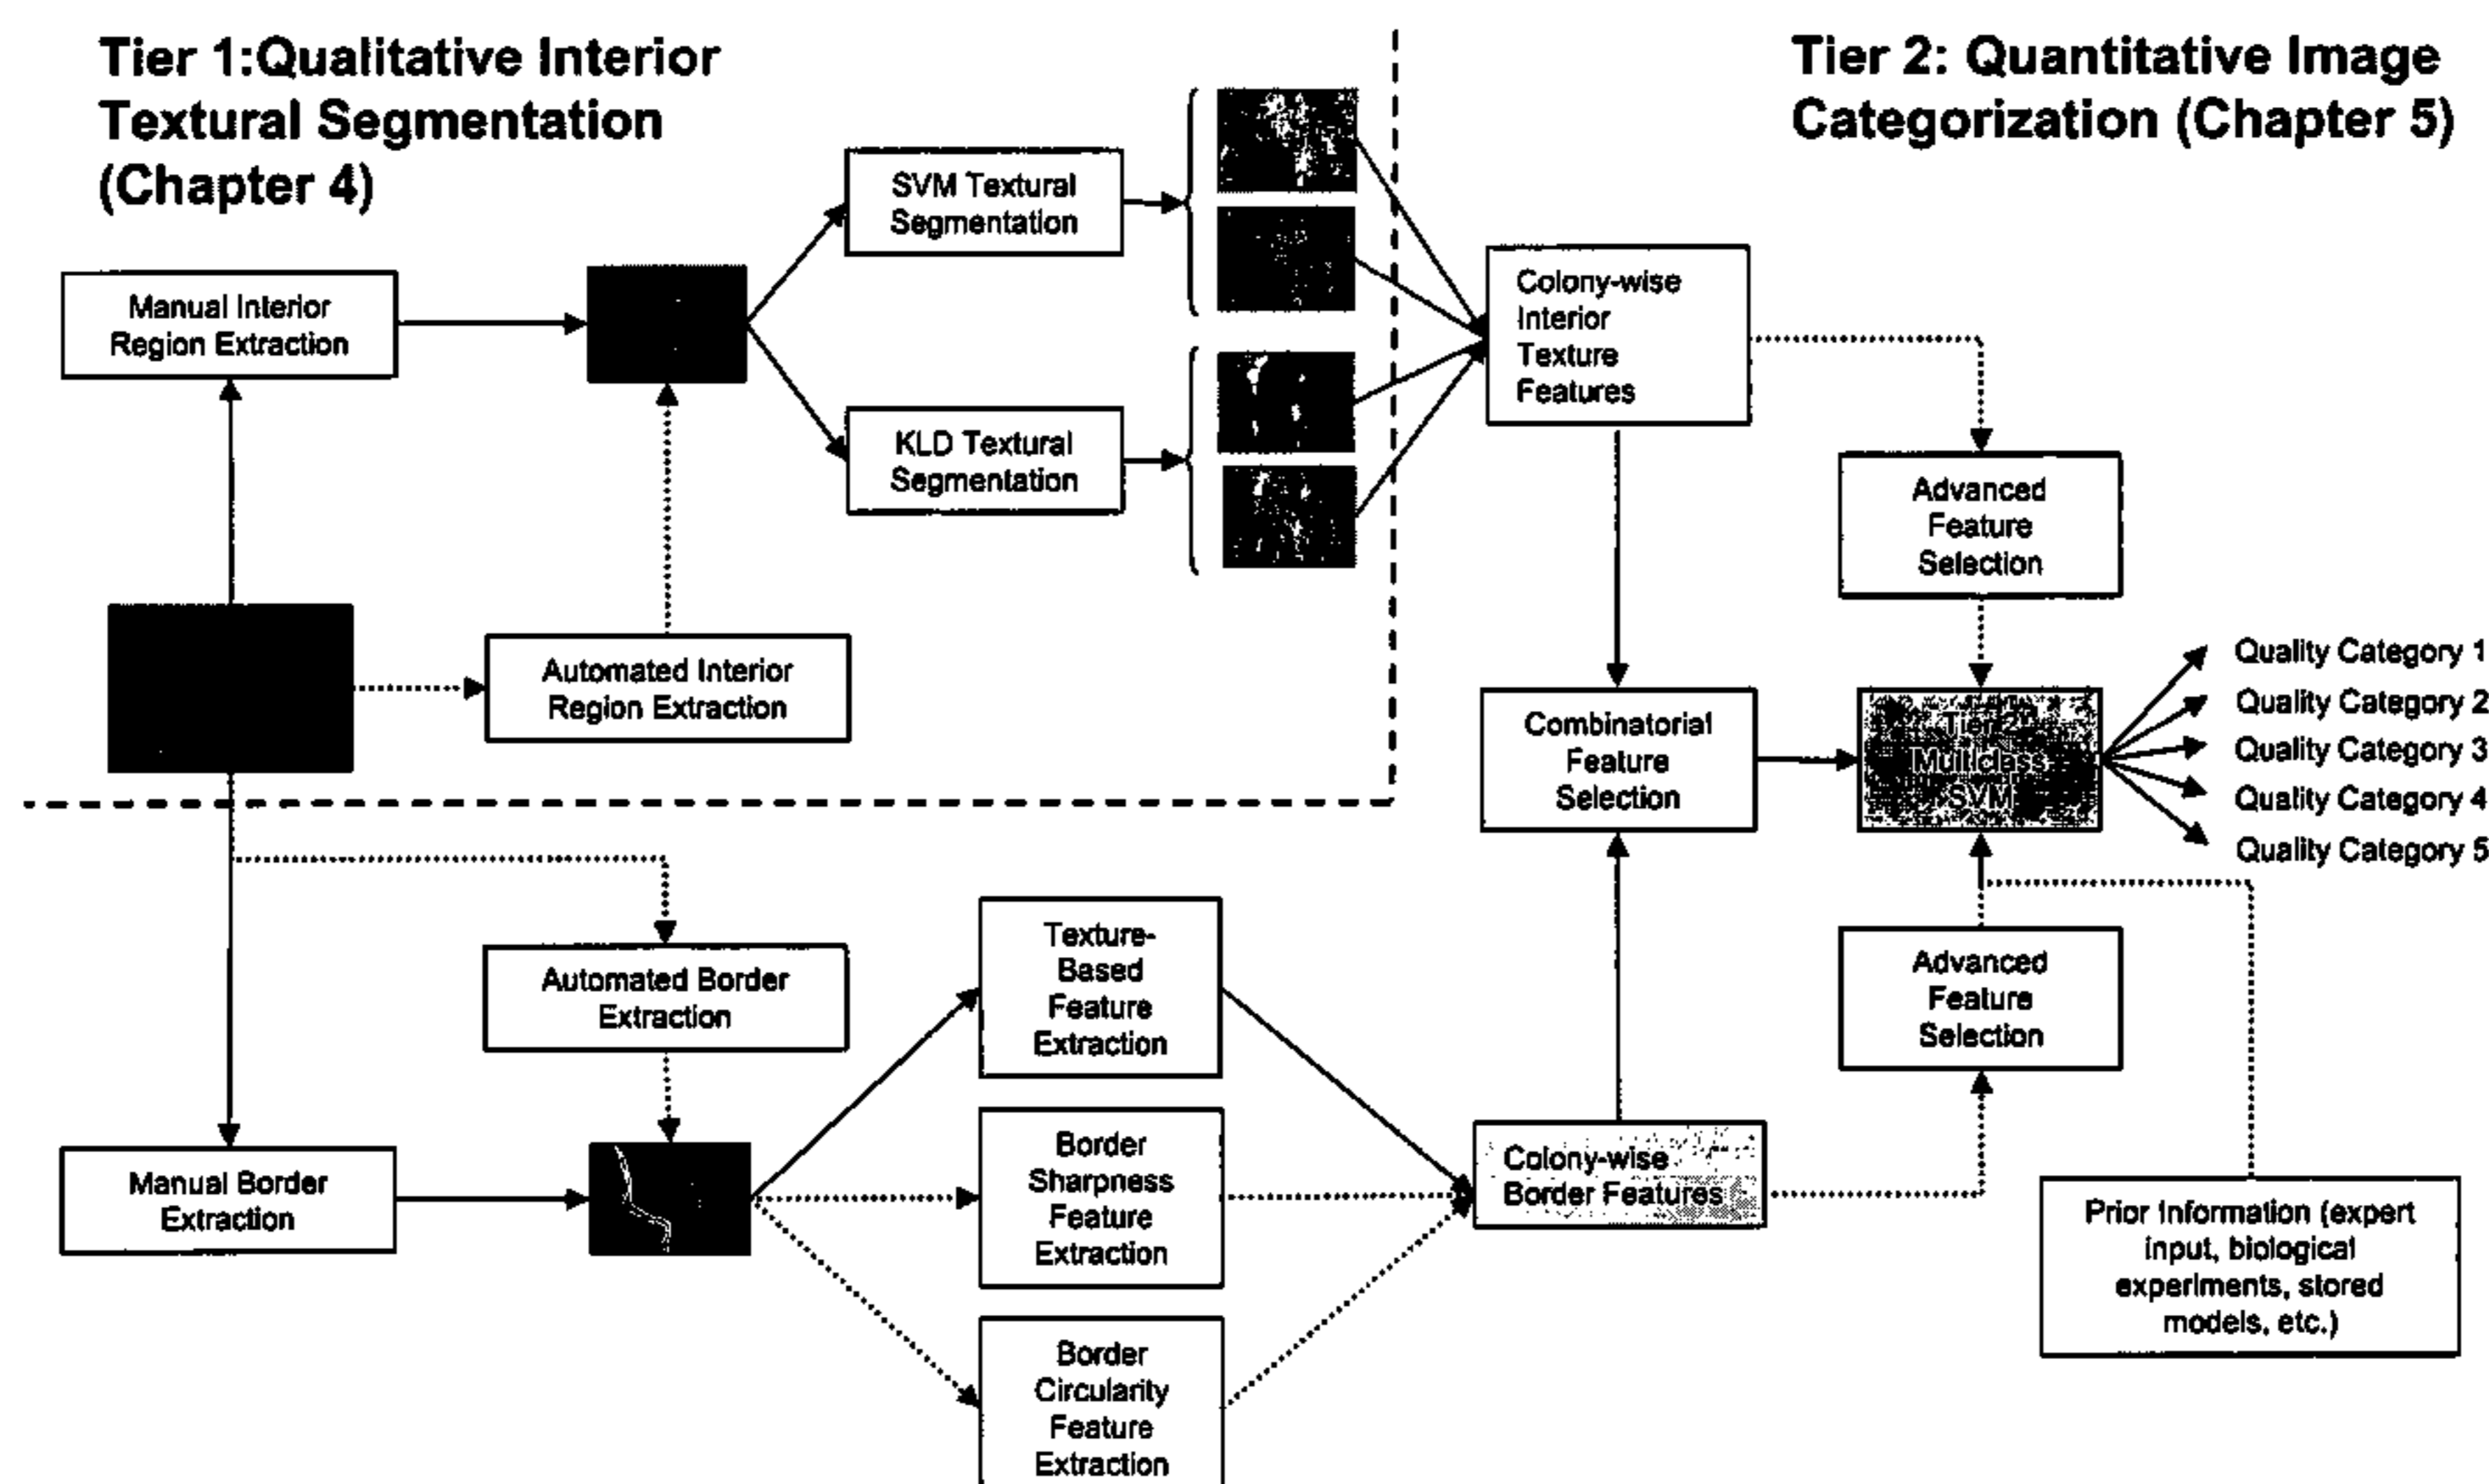 Tier 1:Qualitative Interior
Textural Segmentation
(Chapter 4)
Tier 2: Quantitative Image
Categorization (Chapter 5)
SVM Textural
Segmentation
Manual Interior
Region Extraction
Colony-wise
Interior
Texture
Features
KLD Textural
Segmentation
Advanced
Feature
Selection
Automated Interior
Region Extraction
Combinatorial
Feature
Selection
Tier 2
Multiclass
SVM
Quality Category 1
Quality Category 2
Quality Category 3
Quality Category 4
Quality Category 5
Automated Border
Extraction
Texture-
Based
Feature
Extraction
Advanced
Feature
Selection
Manual Border
Extraction
Border
Sharpness
Feature
Extraction
Colony-wise
Border Features
Prior Information (expert
input, biological
experiments, stored
models, etc.)
Border
Circularity
Feature
Extraction